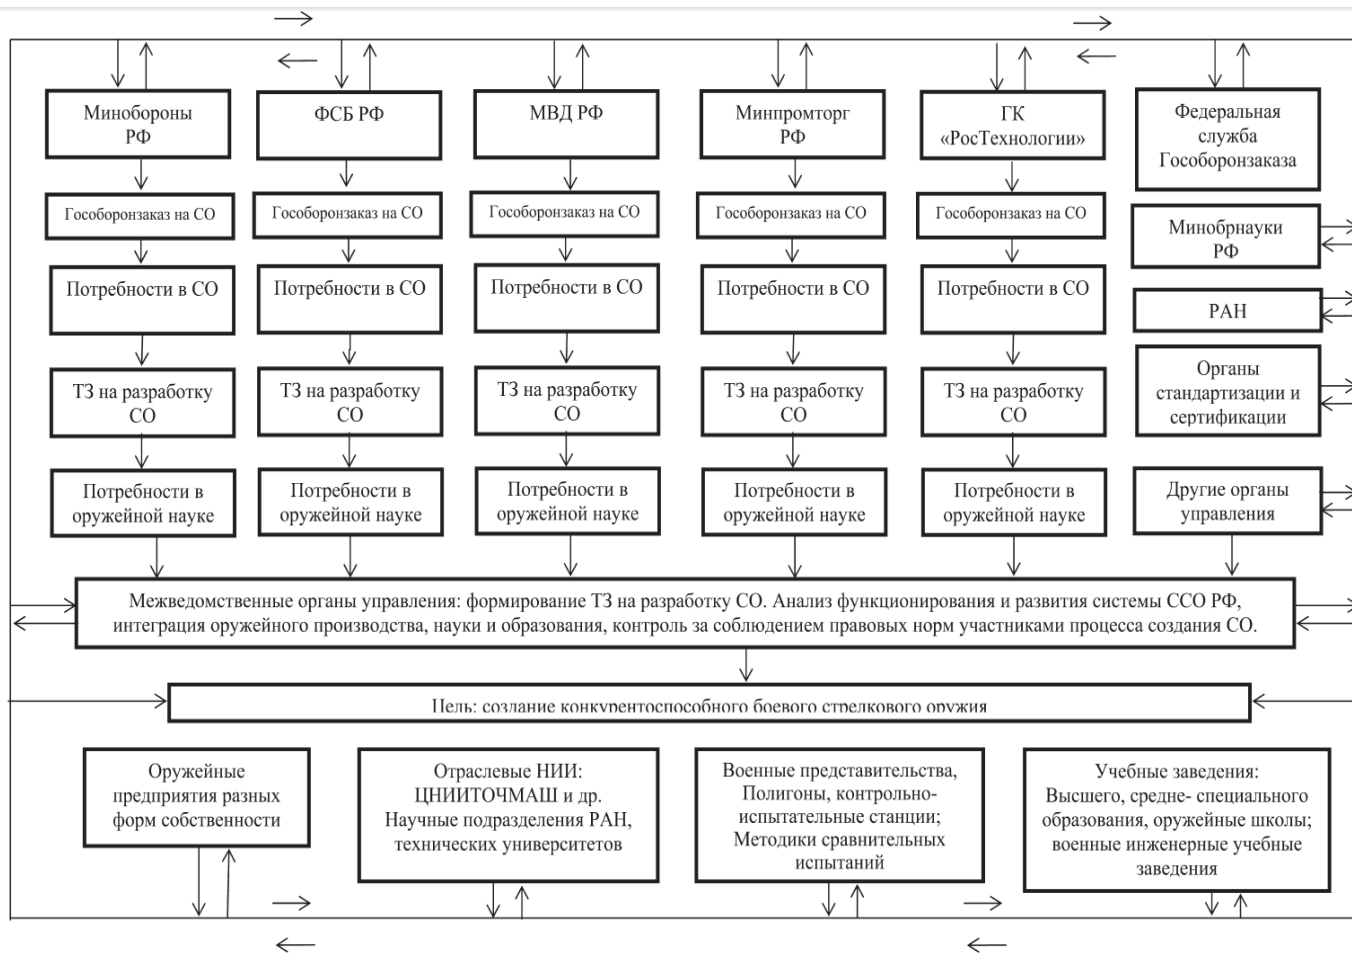 Минобороны
РФ
ФСБ РФ
МВД РФ
Минпромторг
РФ
ГК
«РосТехнологии»
Федеральная
служба
Гособоронзаказа
Гособоронзаказ на СО
Гособоронзаказ на СО
Гособоронзаказ на СО
Гособоронзаказ на СО
Гособоронзаказ на СО
Минобрнауки
РФ
Потребности в СО
Потребности в СО
Потребности в СО
Потребности в СО
Потребности в СО
РАН
ТЗ на разработку
СО
ТЗ на разработку
СО
ТЗ на разработку
СО
ТЗ на разработку
СО
ТЗ на разработку
СО
Органы
стандартизации и
сертификации
Потребности в
оружейной науке
Потребности в
оружейной науке
Потребности в
оружейной науке
Потребности в
оружейной науке
Потребности в
оружейной науке
Другие органы
управления
Межведомственные органы управления: формирование ТЗ на разработку СО. Анализ функционирования и развития системы ССО РФ,
интеграция оружейного производства, науки и образования, контроль за соблюдением правовых норм участниками процесса создания СО.
Цель: создание конкурентоспособного боевого стрелкового оружия
Оружейные
предприятия разных
форм собственности
Отраслевые НИИ:
ЦНИИТОЧМАШ и др.
Научные подразделения РАН,
технических университетов
Военные представительства,
Полигоны, контрольно-
испытательные станции;
Методики сравнительных
испытаний
Учебные заведения:
Высшего, средне- специального
образования, оружейные школы;
военные инженерные учебные
заведения